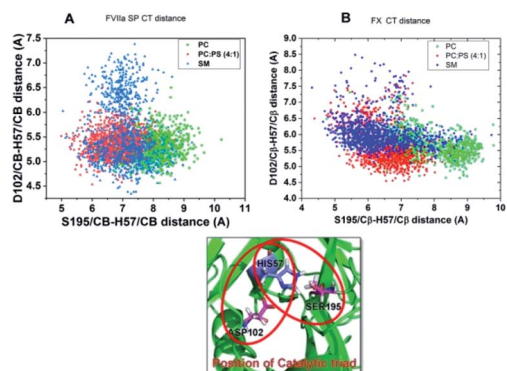 A
FVIIa SP CT distance
PC
PC:PS (4:1)
SM
D102/CB-H57/CB distance (A)
7.5
7.0
6.5
6.0
5.5
5.0
4.5
5 6 7 8 9 10 11
S195/CB-H57/CB distance (A)
B
FX CT distance
PC
PC:PS (4:1)
SM
D102/Cβ-H57/Cβ distance (A)
9.0
8.5
8.0
7.5
7.0
6.5
6.0
5.5
5.0
4.5
4.0
4 5 6 7 8 9 10
S195/Cβ-H57/Cβ distance (A)
HIS57
SER195
ASP102
Position of Catalytic triad